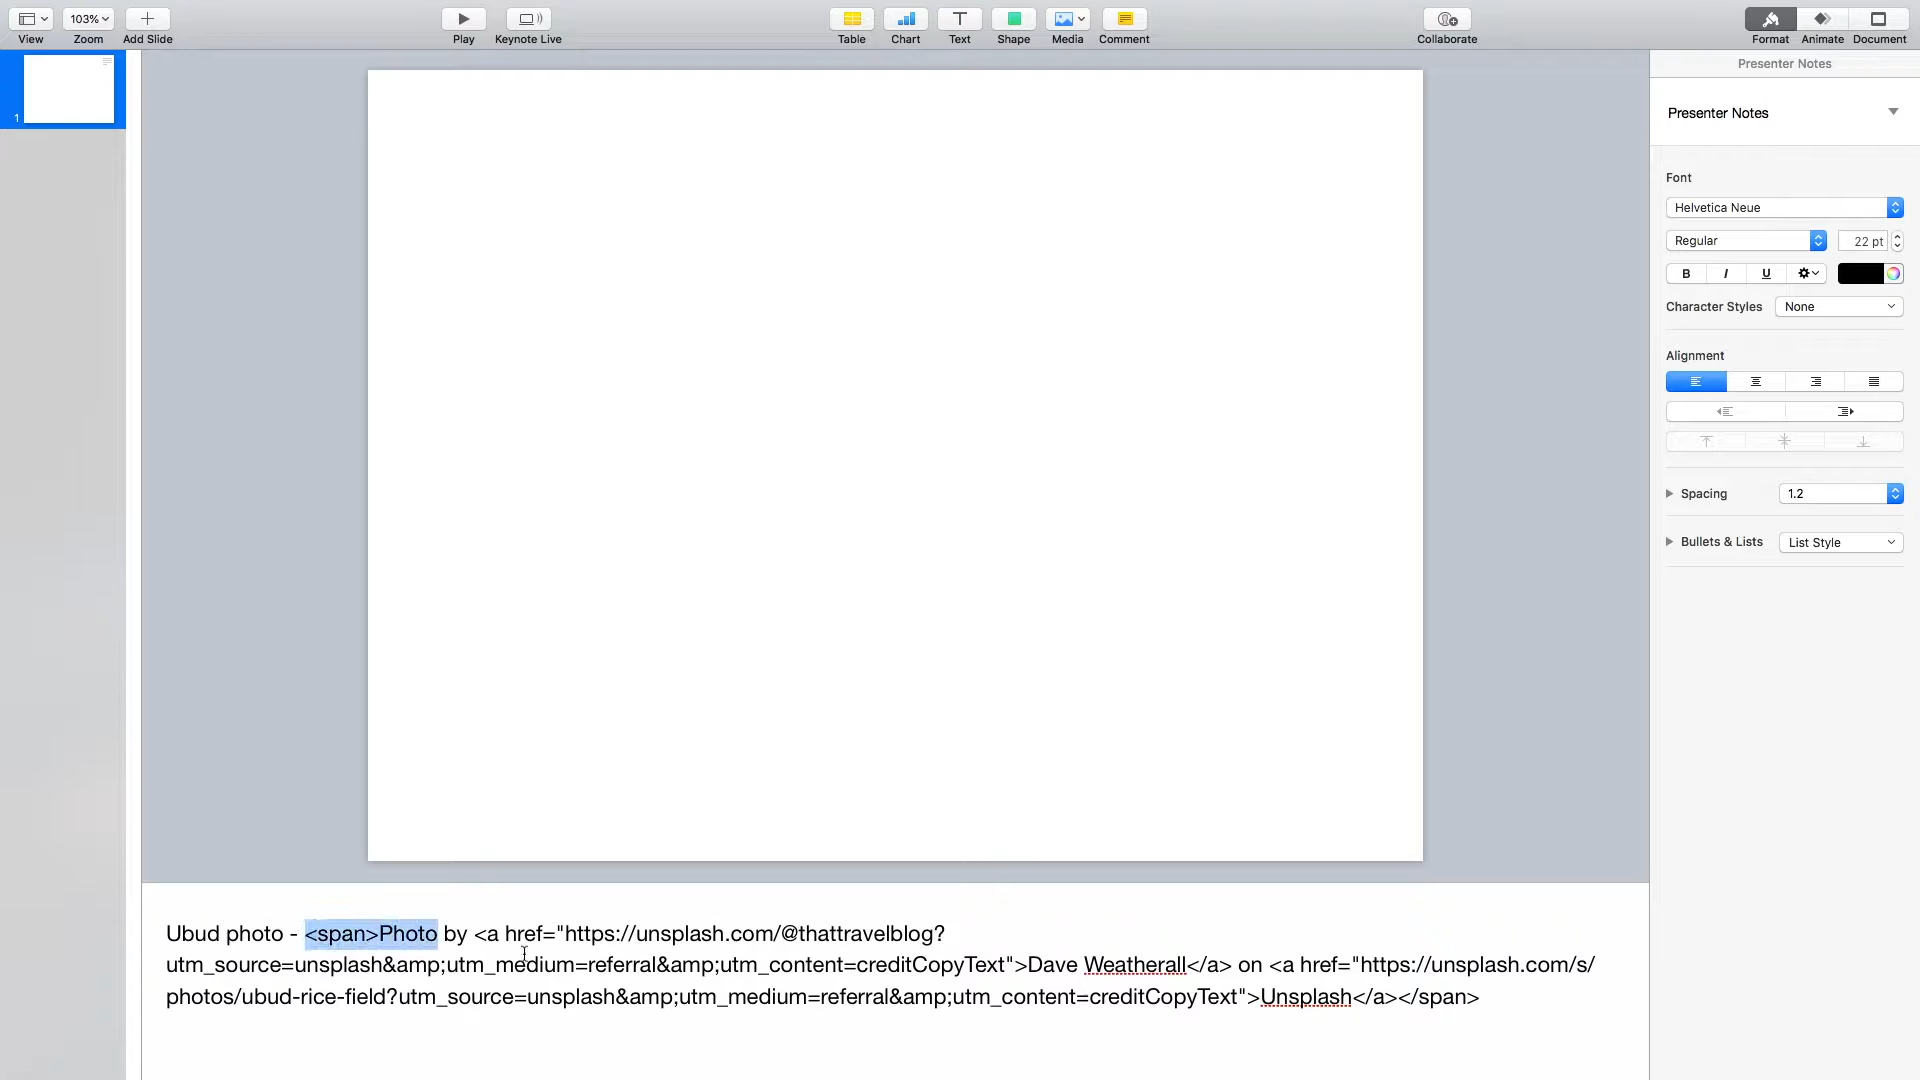 View
103%
Zoom
Add Slide
Play
Keynote Live
Table
Chart
Text
Shape
Media
Comment
Collaborate
Format
Animate
Document
1
Presenter Notes
Presenter Notes
Font
Helvetica Neue
Regular
22 pt
B I U
Character Styles
None
Alignment
Spacing
1.2
Bullets & Lists
List Style
Ubud photo - <span>Photo by <a href="https://unsplash.com/@thattravelblog?
utm_source=unsplash&amp;utm_medium=referral&amp;utm_content=creditCopyText">Dave Weatherall</a> on <a href="https://unsplash.com/s/
photos/ubud-rice-field?utm_source=unsplash&amp;utm_medium=referral&amp;utm_content=creditCopyText">Unsplash</a></span>